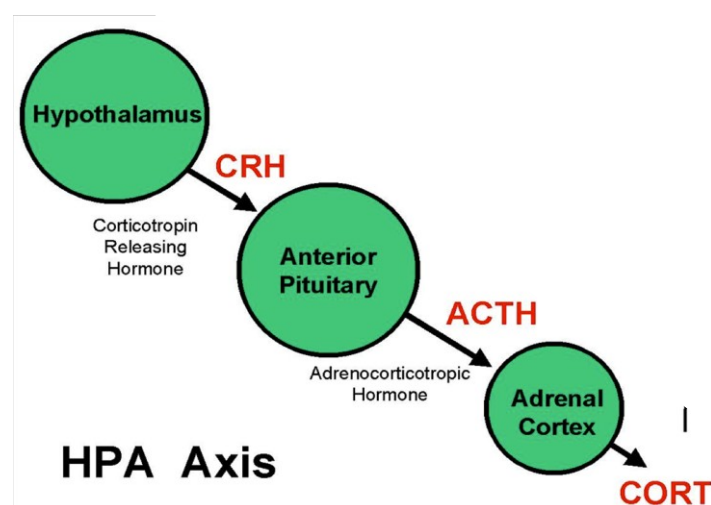 Hypothalamus
CRH
Corticotropin
Releasing
Hormone
Anterior
Pituitary
ACTH
Adrenocorticotropic
Hormone
Adrenal
Cortex
CORT
HPA Axis